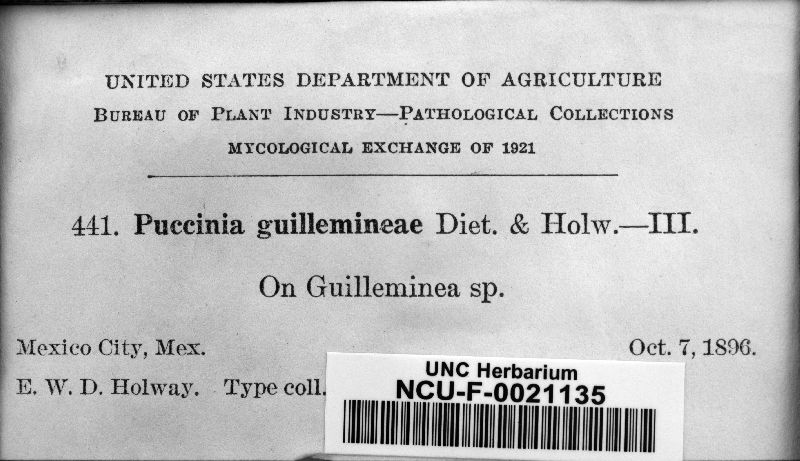 UNITED STATES DEPARTMENT OF AGRICULTURE
BUREAU OF PLANT INDUSTRY—PATHOLOGICAL COLLECTIONS
MYCOLOGICAL EXCHANGE OF 1921
441. Puccinia guillemineae Diet. & Holw.—III.
On Guilleminea sp.
Mexico City, Mex. Oct. 7, 1896.
E. W. D. Holway. Type coll.
UNC Herbarium
NCU-F-0021135